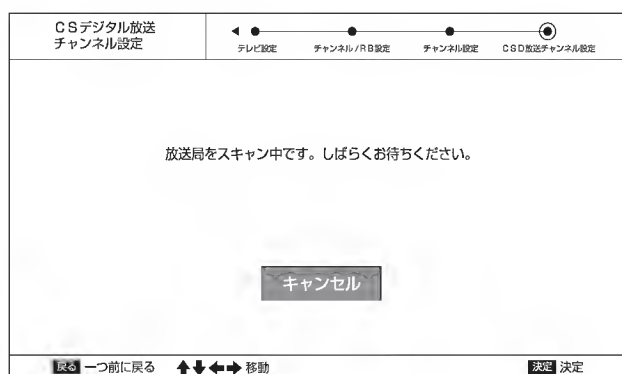 CSデジタル放送
チャンネル設定
テレビ設定 チャンネル/RB設定 チャンネル設定 CSD放送チャンネル設定
放送局をスキャン中です。しばらくお待ちください。
キャンセル
戻る 一つ前に戻る 移動 決定 決定